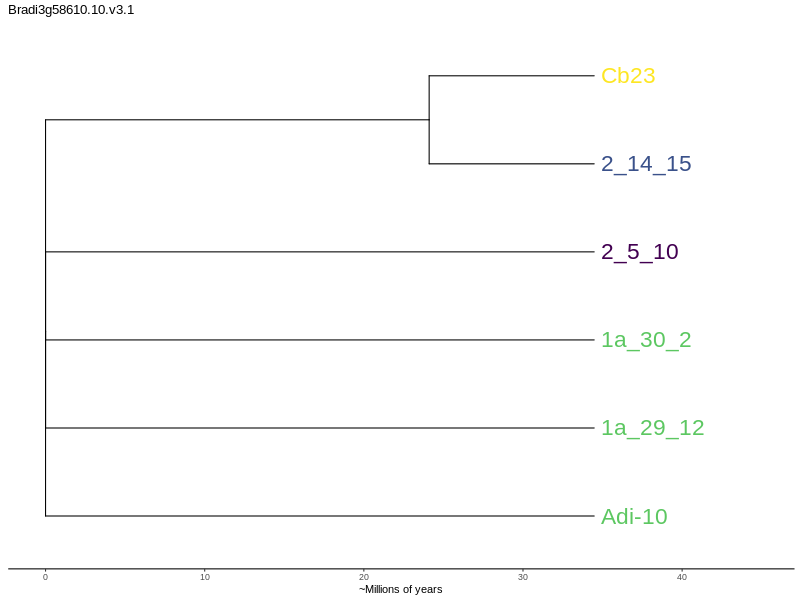 Bradi3g58610.10.v3.1
Cb23
2_14_15
2_5_10
1a_30_2
1a_29_12
Adi-10
0 10 20 30 40
~Millions of years